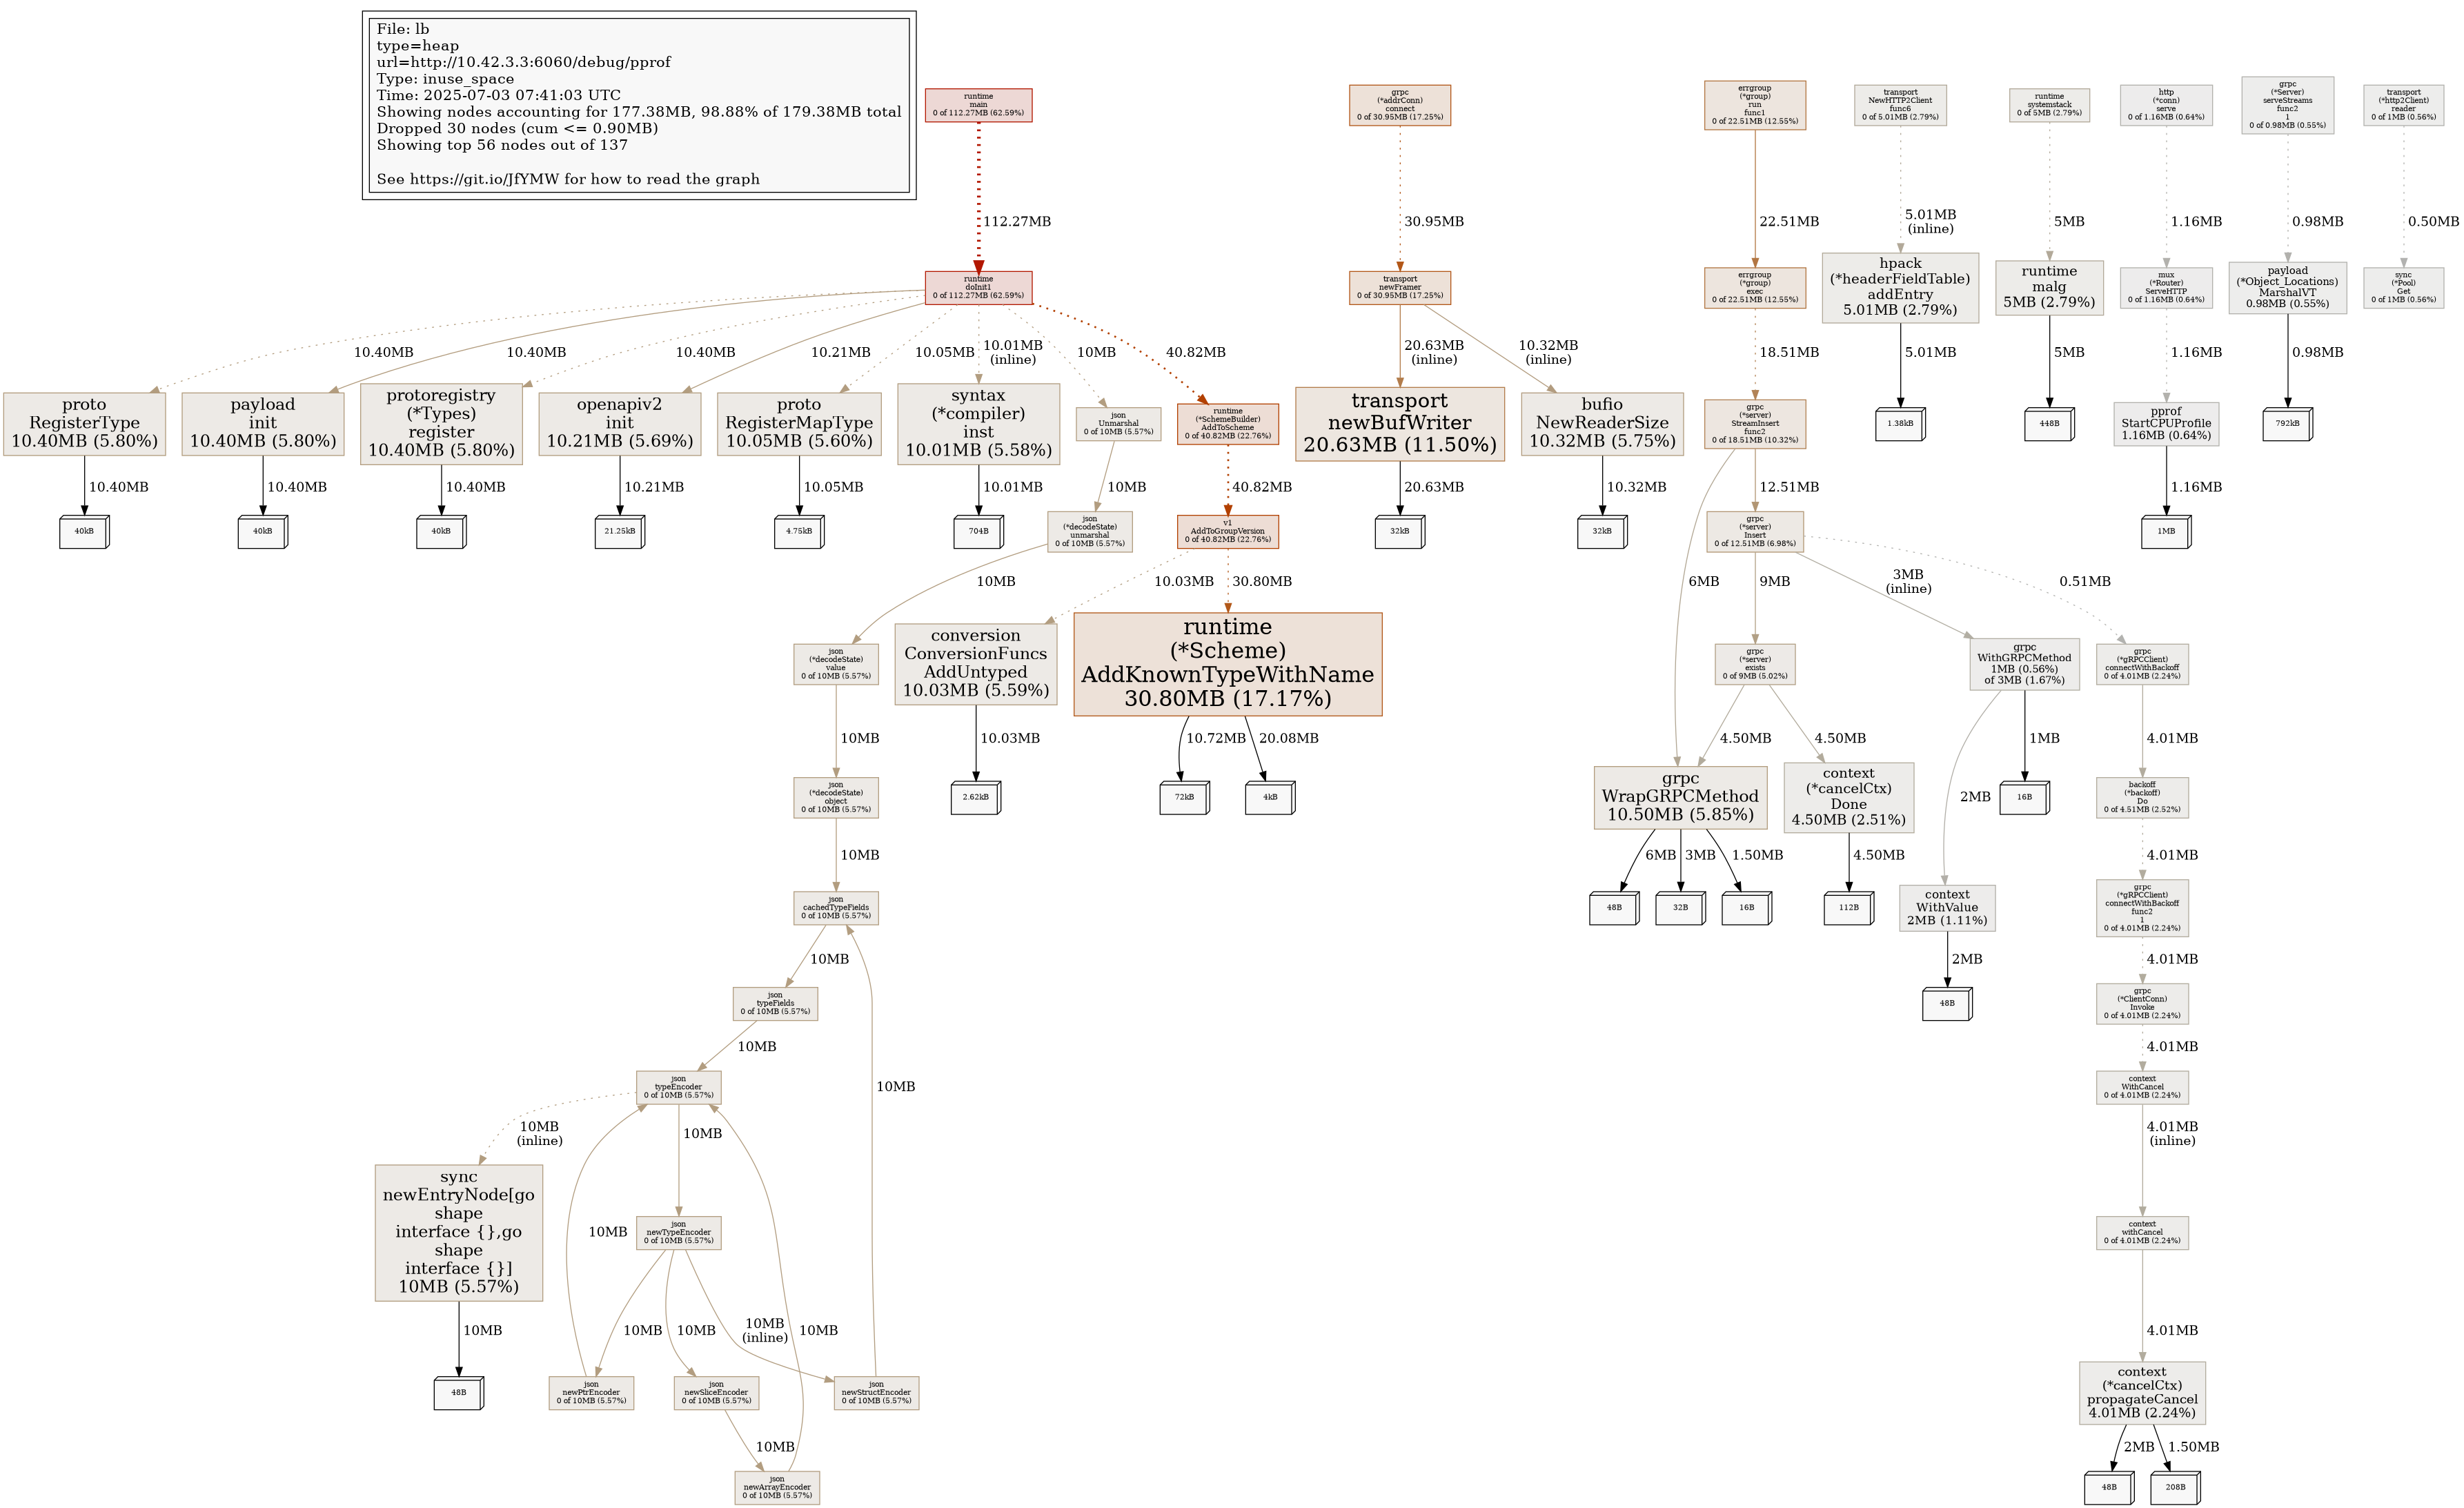 File: lb
type=heap
url=http://10.42.3.3:6060/debug/pprof
Type: inuse_space
Time: 2025-07-03 07:41:03 UTC
Showing nodes accounting for 177.38MB, 98.88% of 179.38MB total
Dropped 30 nodes (cum <= 0.90MB)
Showing top 56 nodes out of 137
See https://git.io/JfYMW for how to read the graph
runtime
main
0 of 112.27MB (62.59%)
grpc
(*addrConn)
connect
0 of 30.95MB (17.25%)
errgroup
(*group)
run
func1
0 of 22.51MB (12.55%)
transport
NewHTTP2Client
func6
0 of 5.01MB (2.79%)
runtime
systemstack
0 of 5MB (2.79%)
http
(*conn)
serve
0 of 1.16MB (0.64%)
grpc
(*Server)
serveStreams
func2
1
0 of 0.98MB (0.55%)
transport
(*http2Client)
reader
0 of 1MB (0.56%)
112.27MB
30.95MB
22.51MB
5.01MB
(inline)
5MB
1.16MB
0.98MB
0.50MB
runtime
doInit1
0 of 112.27MB (62.59%)
transport
newFramer
0 of 30.95MB (17.25%)
errgroup
(*group)
exec
0 of 22.51MB (12.55%)
hpack
(*headerFieldTable)
addEntry
5.01MB (2.79%)
runtime
malg
5MB (2.79%)
mux
(*Router)
ServeHTTP
0 of 1.16MB (0.64%)
payload
(*Object_Locations)
MarshalVT
0.98MB (0.55%)
sync
(*Pool)
Get
0 of 1MB (0.56%)
10.40MB
10.40MB
10.40MB
10.21MB
10.05MB
10.01MB
(inline)
10MB
40.82MB
20.63MB
(inline)
10.32MB
(inline)
18.51MB
5.01MB
5MB
1.16MB
0.98MB
proto
RegisterType
10.40MB (5.80%)
payload
init
10.40MB (5.80%)
protoregistry
(*Types)
register
10.40MB (5.80%)
openapiv2
init
10.21MB (5.69%)
proto
RegisterMapType
10.05MB (5.60%)
syntax
(*compiler)
inst
10.01MB (5.58%)
json
Unmarshal
0 of 10MB (5.57%)
runtime
(*SchemeBuilder)
AddToScheme
0 of 40.82MB (22.76%)
transport
newBufWriter
20.63MB (11.50%)
bufio
NewReaderSize
10.32MB (5.75%)
grpc
(*server)
StreamInsert
func2
0 of 18.51MB (10.32%)
1.38kB
448B
pprof
StartCPUProfile
1.16MB (0.64%)
792kB
10.40MB
10.40MB
10.40MB
10.21MB
10.05MB
10.01MB
10MB
40.82MB
20.63MB
10.32MB
12.51MB
1.16MB
40kB
40kB
40kB
21.25kB
4.75kB
704B
json
(*decodeState)
unmarshal
0 of 10MB (5.57%)
v1
AddToGroupVersion
0 of 40.82MB (22.76%)
32kB
32kB
grpc
(*server)
Insert
0 of 12.51MB (6.98%)
1MB
10MB
10.03MB
30.80MB
6MB
9MB
3MB
(inline)
0.51MB
json
(*decodeState)
value
0 of 10MB (5.57%)
conversion
ConversionFuncs
AddUntyped
10.03MB (5.59%)
runtime
(*Scheme)
AddKnownTypeWithName
30.80MB (17.17%)
grpc
(*server)
exists
0 of 9MB (5.02%)
grpc
WithGRPCMethod
1MB (0.56%)
of 3MB (1.67%)
grpc
(*gRPCClient)
connectWithBackoff
0 of 4.01MB (2.24%)
10MB
10.03MB
10.72MB
20.08MB
4.50MB
4.50MB
2MB
1MB
4.01MB
json
(*decodeState)
object
0 of 10MB (5.57%)
2.62kB
72kB
4kB
grpc
WrapGRPCMethod
10.50MB (5.85%)
context
(*cancelCtx)
Done
4.50MB (2.51%)
16B
backoff
(*backoff)
Do
0 of 4.51MB (2.52%)
10MB
6MB
3MB
1.50MB
4.50MB
4.01MB
json
cachedTypeFields
0 of 10MB (5.57%)
48B
32B
16B
112B
context
WithValue
2MB (1.11%)
grpc
(*gRPCClient)
connectWithBackoff
func2
1
0 of 4.01MB (2.24%)
10MB
2MB
4.01MB
json
typeFields
0 of 10MB (5.57%)
48B
grpc
(*ClientConn)
Invoke
0 of 4.01MB (2.24%)
10MB
10MB
4.01MB
json
typeEncoder
0 of 10MB (5.57%)
context
WithCancel
0 of 4.01MB (2.24%)
10MB
(inline)
10MB
4.01MB
(inline)
sync
newEntryNode[go
shape
interface {},go
shape
interface {}]
10MB (5.57%)
10MB
json
newTypeEncoder
0 of 10MB (5.57%)
context
withCancel
0 of 4.01MB (2.24%)
10MB
10MB
10MB
10MB
(inline)
10MB
4.01MB
48B
json
newPtrEncoder
0 of 10MB (5.57%)
json
newSliceEncoder
0 of 10MB (5.57%)
json
newStructEncoder
0 of 10MB (5.57%)
context
(*cancelCtx)
propagateCancel
4.01MB (2.24%)
10MB
2MB
1.50MB
json
newArrayEncoder
0 of 10MB (5.57%)
48B
208B